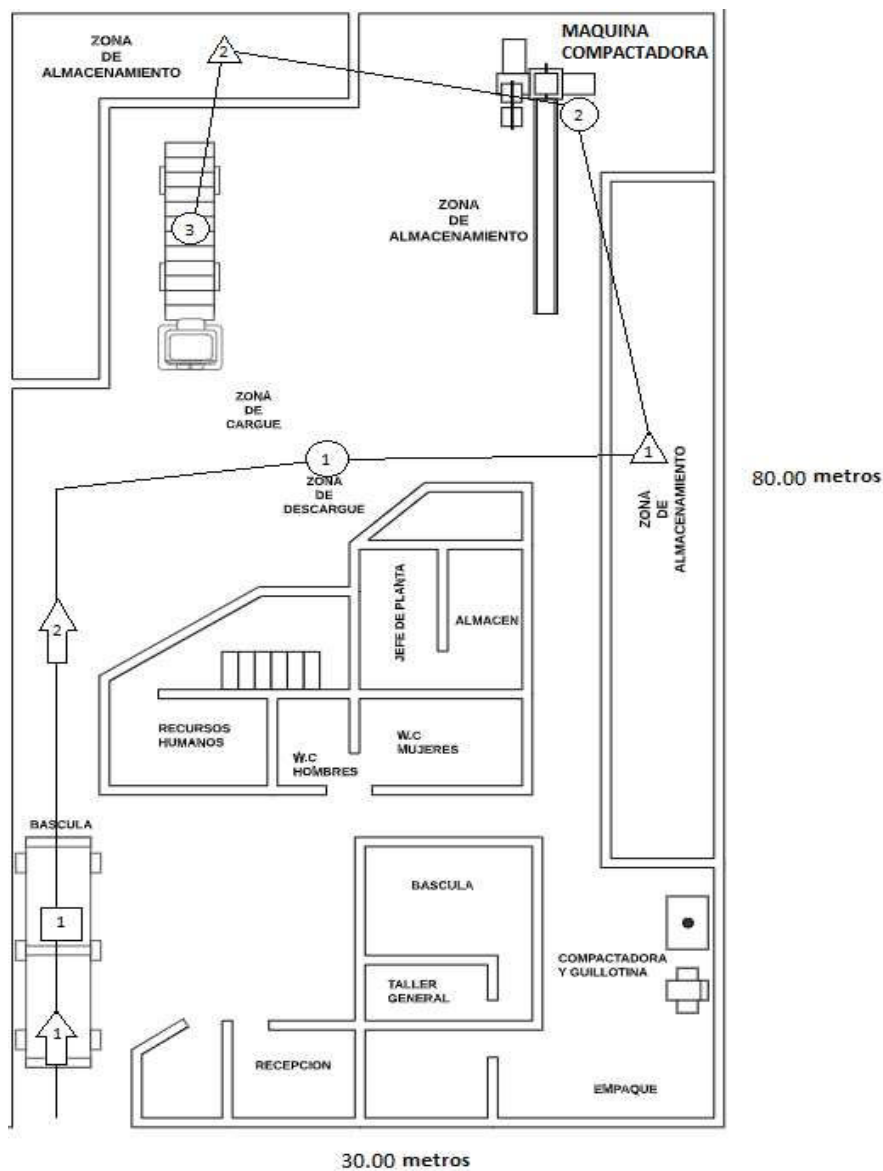 ZONA
DE
ALMACENAMIENTO
2
MAQUINA
COMPACTADORA
2
3
ZONA
DE
ALMACENAMIENTO
ZONA
DE
CARGUE
1
1
ZONA
DE
DESCARGUE
ZONA
DE
ALMACENAMIENTO
80.00 metros
2
JEFE DE PLANTA
ALMACEN
RECURSOS
HUMANOS
W.C
HOMBRES
W.C
MUJERES
BASCULA
1
BASCULA
COMPACTADORA
Y GUILLOTINA
TALLER
GENERAL
1
RECEPCION
EMPAQUE
30.00 metros